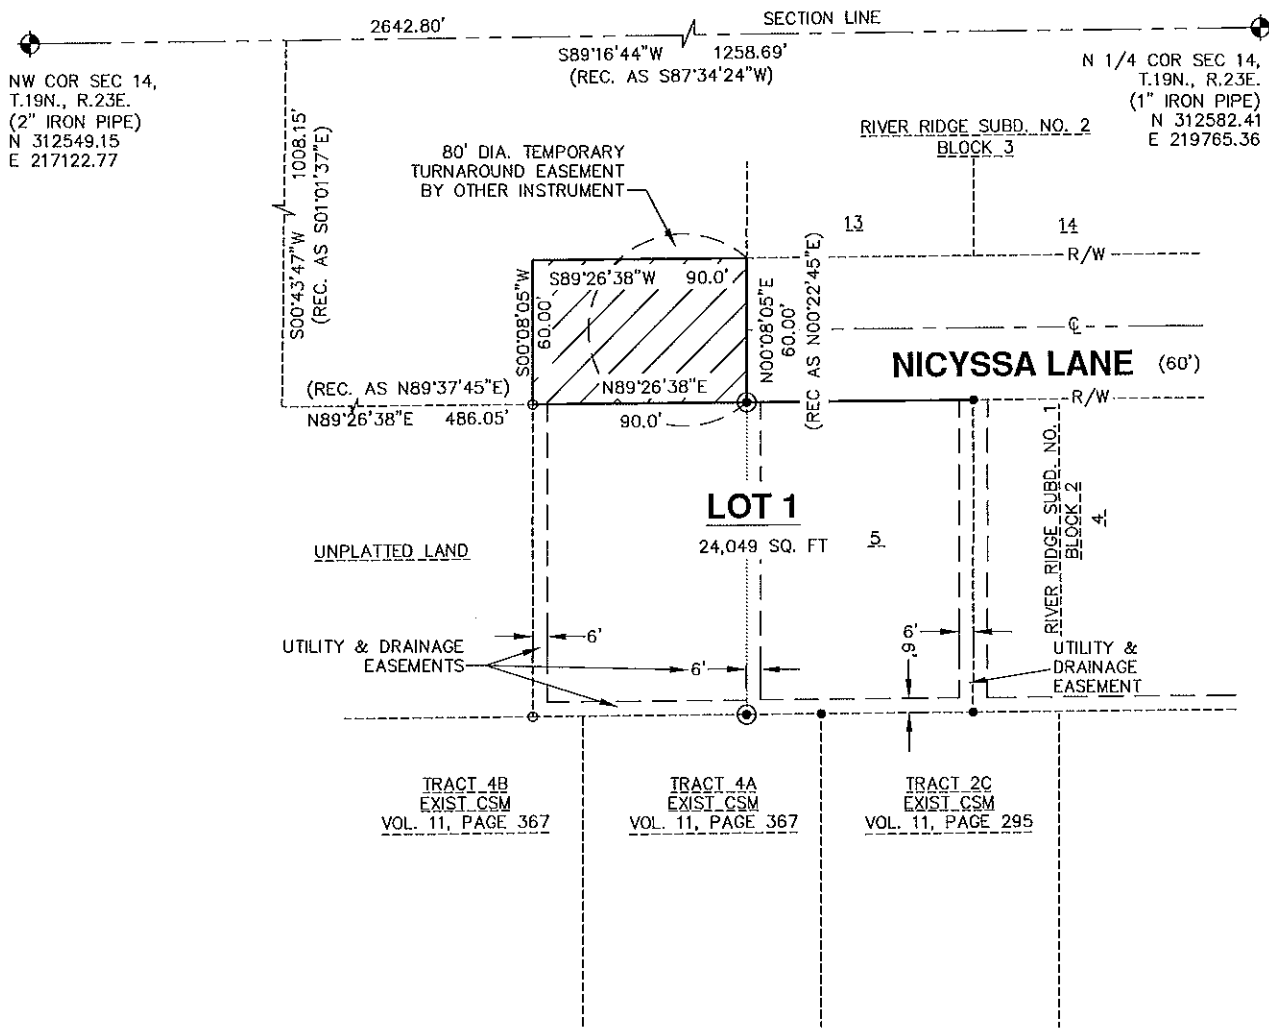 2642.80'
SECTION LINE
S89°16'44"W 1258.69'
(REC. AS S87°34'24"W)
NW COR SEC 14,
T.19N., R.23E.
(2" IRON PIPE)
N 312549.15
E 217122.77
N 1/4 COR SEC 14,
T.19N., R.23E.
(1" IRON PIPE)
N 312582.41
E 219765.36
S00°43'47"W 1008.15'
(REC. AS S01°01'37"E)
80' DIA. TEMPORARY
TURNAROUND EASEMENT
BY OTHER INSTRUMENT
RIVER RIDGE SUBD. NO. 2
BLOCK 3
13
14
R/W
S89°26'38"W 90.0'
S00°08'05"W
60.00'
N00°08'05"E
60.00'
(REC AS N00°22'45"E)
℄
NICYSSA LANE (60')
R/W
(REC. AS N89°37'45"E)
N89°26'38"E 486.05'
N89°26'38"E
90.0'
LOT 1
24,049 SQ. FT
5
RIVER RIDGE SUBD. NO. 1
BLOCK 2
4
UNPLATTED LAND
UTILITY & DRAINAGE
EASEMENTS
6'
6'
6'
6'
UTILITY &
DRAINAGE
EASEMENT
TRACT 4B
EXIST CSM
VOL. 11, PAGE 367
TRACT 4A
EXIST CSM
VOL. 11, PAGE 367
TRACT 2C
EXIST CSM
VOL. 11, PAGE 295